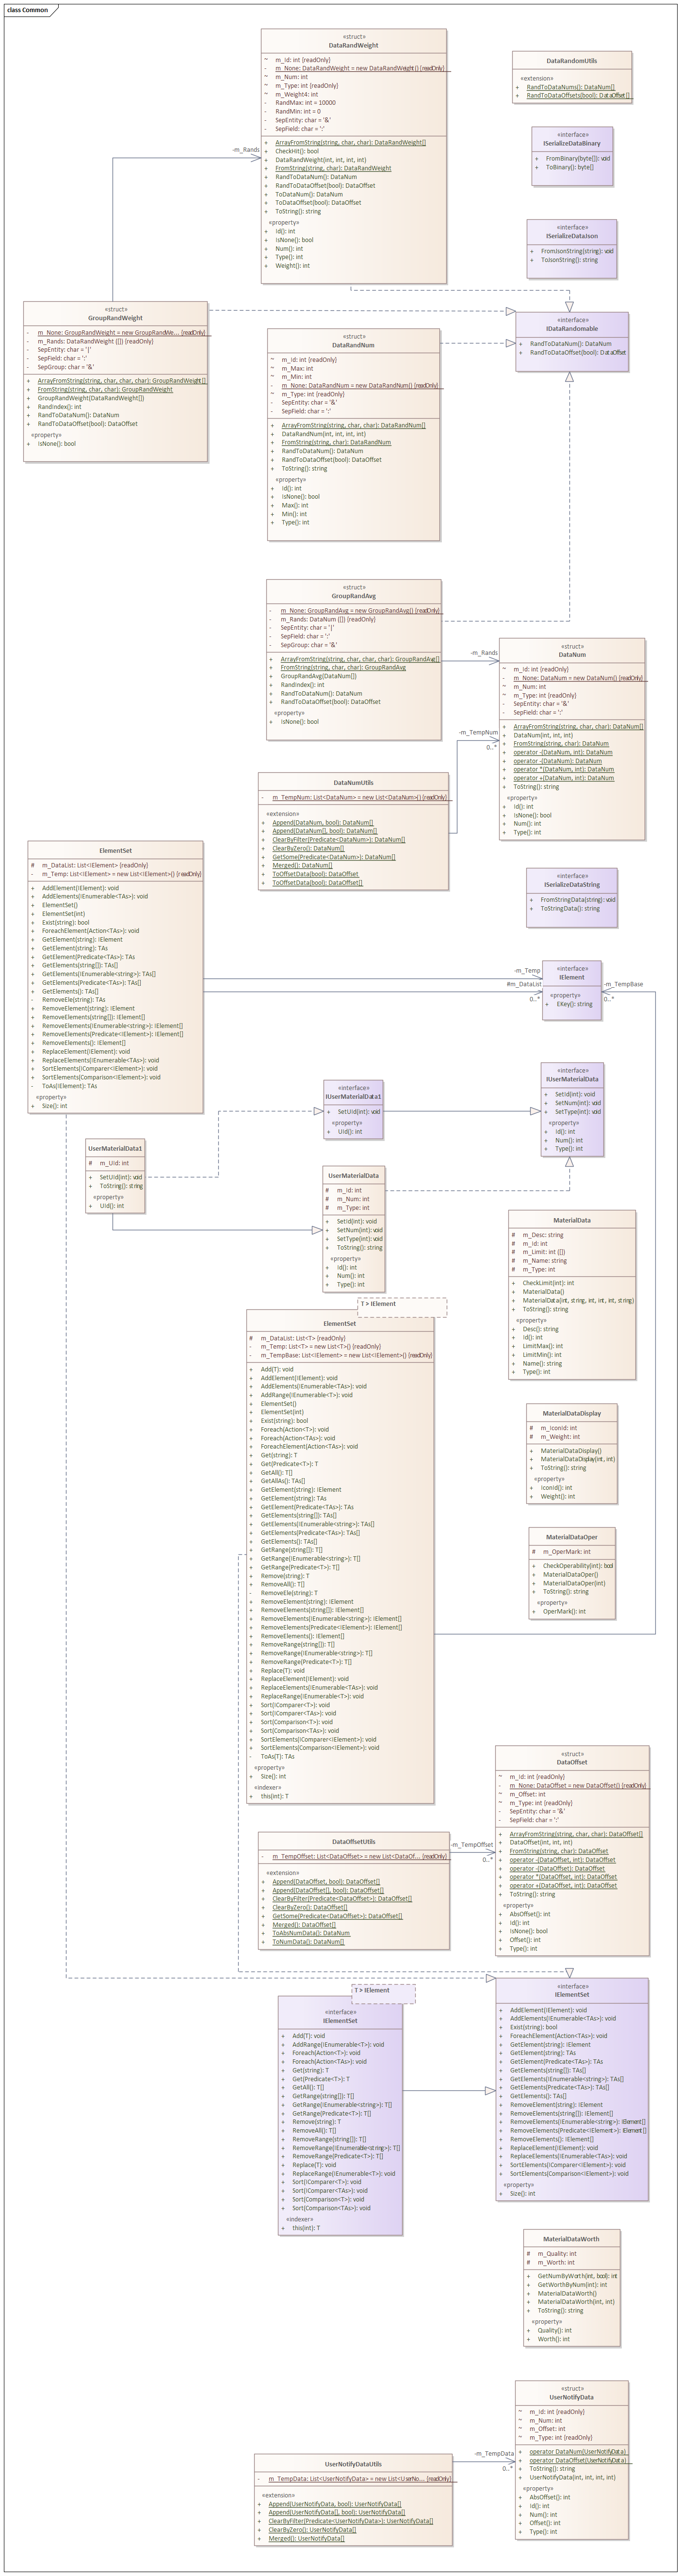 class Common
«struct»
DataRandWeight
~ m_Id: int {readOnly}
- m_None: DataRandWeight = new DataRandWeight() {readOnly}
~ m_Num: int
~ m_Type: int {readOnly}
~ m_Weight4: int
- RandMax: int = 10000
- RandMin: int = 0
- SepEntity: char = '&'
- SepField: char = ':'
+ ArrayFromString(string, char, char): DataRandWeight[]
+ CheckHit(): bool
+ DataRandWeight(int, int, int, int)
+ FromString(string, char): DataRandWeight
+ RandToDataNum(): DataNum
+ RandToDataOffset(bool): DataOffset
+ ToDataNum(): DataNum
+ ToDataOffset(bool): DataOffset
+ ToString(): string
«property»
+ Id(): int
+ IsNone(): bool
+ Num(): int
+ Type(): int
+ Weight(): int
DataRandomUtils
«extension»
+ RandToDataNums(): DataNum[]
+ RandToDataOffsets(bool): DataOffset[]
«interface»
ISerializeDataBinary
+ FromBinary(byte[]): void
+ ToBinary(): byte[]
-m_Rands
«interface»
ISerializeDataJson
+ FromJsonString(string): void
+ ToJsonString(): string
«struct»
GroupRandWeight
- m_None: GroupRandWeight = new GroupRandWe... {readOnly}
- m_Rands: DataRandWeight ([]) {readOnly}
- SepEntity: char = '|'
- SepField: char = ':'
- SepGroup: char = '&'
+ ArrayFromString(string, char, char, char): GroupRandWeight[]
+ FromString(string, char, char): GroupRandWeight
+ GroupRandWeight(DataRandWeight[])
+ RandIndex(): int
+ RandToDataNum(): DataNum
+ RandToDataOffset(bool): DataOffset
«property»
+ IsNone(): bool
«interface»
IDataRandomable
+ RandToDataNum(): DataNum
+ RandToDataOffset(bool): DataOffset
«struct»
DataRandNum
~ m_Id: int {readOnly}
~ m_Max: int
~ m_Min: int
- m_None: DataRandNum = new DataRandNum() {readOnly}
~ m_Type: int {readOnly}
- SepEntity: char = '&'
- SepField: char = ':'
+ ArrayFromString(string, char, char): DataRandNum[]
+ DataRandNum(int, int, int, int)
+ FromString(string, char): DataRandNum
+ RandToDataNum(): DataNum
+ RandToDataOffset(bool): DataOffset
+ ToString(): string
«property»
+ Id(): int
+ IsNone(): bool
+ Max(): int
+ Min(): int
+ Type(): int
«struct»
GroupRandAvg
- m_None: GroupRandAvg = new GroupRandAvg() {readOnly}
- m_Rands: DataNum ([]) {readOnly}
- SepEntity: char = '|'
- SepField: char = ':'
- SepGroup: char = '&'
+ ArrayFromString(string, char, char, char): GroupRandAvg[]
+ FromString(string, char, char): GroupRandAvg
+ GroupRandAvg(DataNum[])
+ RandIndex(): int
+ RandToDataNum(): DataNum
+ RandToDataOffset(bool): DataOffset
«property»
+ IsNone(): bool
-m_Rands
«struct»
DataNum
~ m_Id: int {readOnly}
- m_None: DataNum = new DataNum() {readOnly}
~ m_Num: int
~ m_Type: int {readOnly}
- SepEntity: char = '&'
- SepField: char = ':'
+ ArrayFromString(string, char, char): DataNum[]
+ DataNum(int, int, int)
+ FromString(string, char): DataNum
+ operator -(DataNum, int): DataNum
+ operator -(DataNum): DataNum
+ operator *(DataNum, int): DataNum
+ operator +(DataNum, int): DataNum
+ ToString(): string
«property»
+ Id(): int
+ IsNone(): bool
+ Num(): int
+ Type(): int
-m_TempNum
0..*
DataNumUtils
- m_TempNum: List<DataNum> = new List<DataNum>() {readOnly}
«extension»
+ Append(DataNum, bool): DataNum[]
+ Append(DataNum[], bool): DataNum[]
+ ClearByFilter(Predicate<DataNum>): DataNum[]
+ ClearByZero(): DataNum[]
+ GetSome(Predicate<DataNum>): DataNum[]
+ Merged(): DataNum[]
+ ToOffsetData(bool): DataOffset
+ ToOffsetData(bool): DataOffset[]
ElementSet
# m_DataList: List<IElement> {readOnly}
- m_Temp: List<IElement> = new List<IElement>() {readOnly}
+ AddElement(IElement): void
+ AddElements(IEnumerable<TAs>): void
+ ElementSet()
+ ElementSet(int)
+ Exist(string): bool
+ ForeachElement(Action<TAs>): void
+ GetElement(string): IElement
+ GetElement(string): TAs
+ GetElement(Predicate<TAs>): TAs
+ GetElements(string[]): TAs[]
+ GetElements(IEnumerable<string>): TAs[]
+ GetElements(Predicate<TAs>): TAs[]
+ GetElements(): TAs[]
- RemoveEle(string): TAs
+ RemoveElement(string): IElement
+ RemoveElements(string[]): IElement[]
+ RemoveElements(IEnumerable<string>): IElement[]
+ RemoveElements(Predicate<IElement>): IElement[]
+ RemoveElements(): IElement[]
+ ReplaceElement(IElement): void
+ ReplaceElements(IEnumerable<TAs>): void
+ SortElements(IComparer<IElement>): void
+ SortElements(Comparison<IElement>): void
- ToAs(IElement): TAs
«property»
+ Size(): int
«interface»
ISerializeDataString
+ FromStringData(string): void
+ ToStringData(): string
-m_Temp
#m_DataList
0..*
«interface»
IElement
«property»
+ EKey(): string
-m_TempBase
0..*
«interface»
IUserMaterialData
+ SetId(int): void
+ SetNum(int): void
+ SetType(int): void
«property»
+ Id(): int
+ Num(): int
+ Type(): int
«interface»
IUserMaterialData1
+ SetUid(int): void
«property»
+ Uid(): int
UserMaterialData1
# m_Uid: int
+ SetUid(int): void
+ ToString(): string
«property»
+ Uid(): int
UserMaterialData
# m_Id: int
# m_Num: int
# m_Type: int
+ SetId(int): void
+ SetNum(int): void
+ SetType(int): void
+ ToString(): string
«property»
+ Id(): int
+ Num(): int
+ Type(): int
MaterialData
# m_Desc: string
# m_Id: int
# m_Limit: int ([])
# m_Name: string
# m_Type: int
+ CheckLimit(int): int
+ MaterialData()
+ MaterialData(int, string, int, int, int, string)
+ ToString(): string
«property»
+ Desc(): string
+ Id(): int
+ LimitMax(): int
+ LimitMin(): int
+ Name(): string
+ Type(): int
T > IElement
ElementSet
# m_DataList: List<T> {readOnly}
- m_Temp: List<T> = new List<T>() {readOnly}
- m_TempBase: List<IElement> = new List<IElement>() {readOnly}
+ Add(T): void
+ AddElement(IElement): void
+ AddElements(IEnumerable<TAs>): void
+ AddRange(IEnumerable<T>): void
+ ElementSet()
+ ElementSet(int)
+ Exist(string): bool
+ Foreach(Action<T>): void
+ Foreach(Action<TAs>): void
+ ForeachElement(Action<TAs>): void
+ Get(string): T
+ Get(Predicate<T>): T
+ GetAll(): T[]
+ GetAllAs(): TAs[]
+ GetElement(string): IElement
+ GetElement(string): TAs
+ GetElement(Predicate<TAs>): TAs
+ GetElements(string[]): TAs[]
+ GetElements(IEnumerable<string>): TAs[]
+ GetElements(Predicate<TAs>): TAs[]
+ GetElements(): TAs[]
+ GetRange(string[]): T[]
+ GetRange(IEnumerable<string>): T[]
+ GetRange(Predicate<T>): T[]
+ Remove(string): T
+ RemoveAll(): T[]
- RemoveEle(string): T
+ RemoveElement(string): IElement
+ RemoveElements(string[]): IElement[]
+ RemoveElements(IEnumerable<string>): IElement[]
+ RemoveElements(Predicate<IElement>): IElement[]
+ RemoveElements(): IElement[]
+ RemoveRange(string[]): T[]
+ RemoveRange(IEnumerable<string>): T[]
+ RemoveRange(Predicate<T>): T[]
+ Replace(T): void
+ ReplaceElement(IElement): void
+ ReplaceElements(IEnumerable<TAs>): void
+ ReplaceRange(IEnumerable<T>): void
+ Sort(IComparer<T>): void
+ Sort(IComparer<TAs>): void
+ Sort(Comparison<T>): void
+ Sort(Comparison<TAs>): void
+ SortElements(IComparer<IElement>): void
+ SortElements(Comparison<IElement>): void
- ToAs(T): TAs
«property»
+ Size(): int
«indexer»
+ this(int): T
MaterialDataDisplay
# m_IconId: int
# m_Weight: int
+ MaterialDataDisplay()
+ MaterialDataDisplay(int, int)
+ ToString(): string
«property»
+ IconId(): int
+ Weight(): int
MaterialDataOper
# m_OperMark: int
+ CheckOperability(int): bool
+ MaterialDataOper()
+ MaterialDataOper(int)
+ ToString(): string
«property»
+ OperMark(): int
«struct»
DataOffset
~ m_Id: int {readOnly}
- m_None: DataOffset = new DataOffset() {readOnly}
~ m_Offset: int
~ m_Type: int {readOnly}
- SepEntity: char = '&'
- SepField: char = ':'
+ ArrayFromString(string, char, char): DataOffset[]
+ DataOffset(int, int, int)
+ FromString(string, char): DataOffset
+ operator -(DataOffset, int): DataOffset
+ operator -(DataOffset): DataOffset
+ operator *(DataOffset, int): DataOffset
+ operator +(DataOffset, int): DataOffset
+ ToString(): string
«property»
+ AbsOffset(): int
+ Id(): int
+ IsNone(): bool
+ Offset(): int
+ Type(): int
-m_TempOffset
0..*
DataOffsetUtils
- m_TempOffset: List<DataOffset> = new List<DataOf... {readOnly}
«extension»
+ Append(DataOffset, bool): DataOffset[]
+ Append(DataOffset[], bool): DataOffset[]
+ ClearByFilter(Predicate<DataOffset>): DataOffset[]
+ ClearByZero(): DataOffset[]
+ GetSome(Predicate<DataOffset>): DataOffset[]
+ Merged(): DataOffset[]
+ ToAbsNumData(): DataNum
+ ToNumData(): DataNum[]
T > IElement
«interface»
IElementSet
+ Add(T): void
+ AddRange(IEnumerable<T>): void
+ Foreach(Action<T>): void
+ Foreach(Action<TAs>): void
+ Get(string): T
+ Get(Predicate<T>): T
+ GetAll(): T[]
+ GetRange(string[]): T[]
+ GetRange(IEnumerable<string>): T[]
+ GetRange(Predicate<T>): T[]
+ Remove(string): T
+ RemoveAll(): T[]
+ RemoveRange(string[]): T[]
+ RemoveRange(IEnumerable<string>): T[]
+ RemoveRange(Predicate<T>): T[]
+ Replace(T): void
+ ReplaceRange(IEnumerable<T>): void
+ Sort(IComparer<T>): void
+ Sort(IComparer<TAs>): void
+ Sort(Comparison<T>): void
+ Sort(Comparison<TAs>): void
«indexer»
+ this(int): T
«interface»
IElementSet
+ AddElement(IElement): void
+ AddElements(IEnumerable<TAs>): void
+ Exist(string): bool
+ ForeachElement(Action<TAs>): void
+ GetElement(string): IElement
+ GetElement(string): TAs
+ GetElement(Predicate<TAs>): TAs
+ GetElements(string[]): TAs[]
+ GetElements(IEnumerable<string>): TAs[]
+ GetElements(Predicate<TAs>): TAs[]
+ GetElements(): TAs[]
+ RemoveElement(string): IElement
+ RemoveElements(string[]): IElement[]
+ RemoveElements(IEnumerable<string>): IElement[]
+ RemoveElements(Predicate<IElement>): IElement[]
+ RemoveElements(): IElement[]
+ ReplaceElement(IElement): void
+ ReplaceElements(IEnumerable<TAs>): void
+ SortElements(IComparer<IElement>): void
+ SortElements(Comparison<IElement>): void
«property»
+ Size(): int
MaterialDataWorth
# m_Quality: int
# m_Worth: int
+ GetNumByWorth(int, bool): int
+ GetWorthByNum(int): int
+ MaterialDataWorth()
+ MaterialDataWorth(int, int)
+ ToString(): string
«property»
+ Quality(): int
+ Worth(): int
«struct»
UserNotifyData
~ m_Id: int {readOnly}
~ m_Num: int
~ m_Offset: int
~ m_Type: int {readOnly}
+ operator DataNum(UserNotifyData)
+ operator DataOffset(UserNotifyData)
+ ToString(): string
+ UserNotifyData(int, int, int, int)
«property»
+ AbsOffset(): int
+ Id(): int
+ Num(): int
+ Offset(): int
+ Type(): int
-m_TempData
0..*
UserNotifyDataUtils
- m_TempData: List<UserNotifyData> = new List<UserNo... {readOnly}
«extension»
+ Append(UserNotifyData, bool): UserNotifyData[]
+ Append(UserNotifyData[], bool): UserNotifyData[]
+ ClearByFilter(Predicate<UserNotifyData>): UserNotifyData[]
+ ClearByZero(): UserNotifyData[]
+ Merged(): UserNotifyData[]